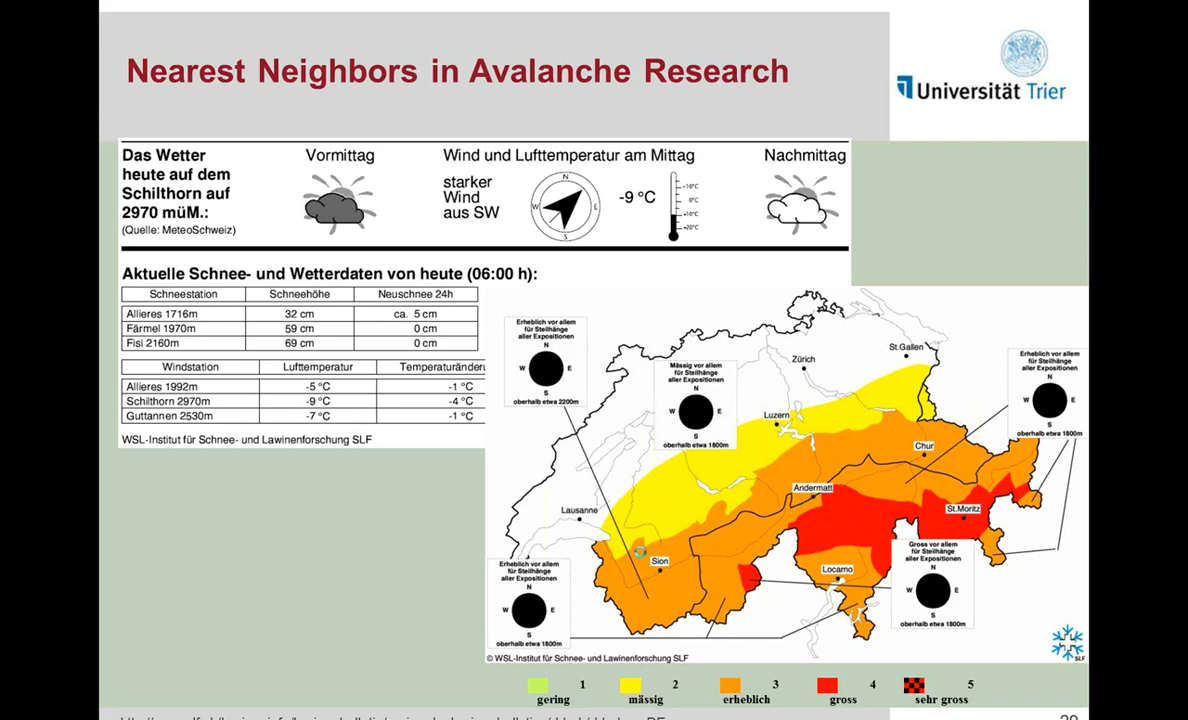 Nearest Neighbors in Avalanche Research
Universität Trier
Das Wetter
heute auf dem
Schilthorn auf
2970 müM.:
(Quelle: MeteoSchweiz)
Vormittag
Wind und Lufttemperatur am Mittag
Nachmittag
starker
Wind
aus SW
N
W
E
S
-9 °C
+10°C
0°C
-10°C
-20°C
Aktuelle Schnee- und Wetterdaten von heute (06:00 h):
Schneestation Schneehöhe Neuschnee 24h
Allieres 1716m 32 cm ca. 5 cm
Färmel 1970m 59 cm 0 cm
Fisi 2160m 69 cm 0 cm
Windstation Lufttemperatur
Allieres 1992m -5 °C -1 °C
Schilthorn 2970m -9 °C -4 °C
Guttannen 2530m -7 °C -1 °C
WSL-Institut für Schnee- und Lawinenforschung SLF
Erheblich vor allem
für Steilhänge
aller Expositionen
N
W E
S
oberhalb etwa 2200m
Mässig vor allem
für Steilhänge
aller Expositionen
N
W E
S
oberhalb etwa 1800m
Erheblich vor allem
für Steilhänge
aller Expositionen
N
W E
S
oberhalb etwa 1800m
Zürich
St.Gallen
Luzern
Chur
Andermatt
Lausanne
St.Moritz
Sion
Locarno
Erheblich vor allem
für Steilhänge
aller Expositionen
N
W E
S
oberhalb etwa 1800m
Gross vor allem
für Steilhänge
aller Expositionen
N
W E
S
oberhalb etwa 1800m
© WSL-Institut für Schnee- und Lawinenforschung SLF
SLF
1 2 3 4 5
gering mässig erheblich gross sehr gross